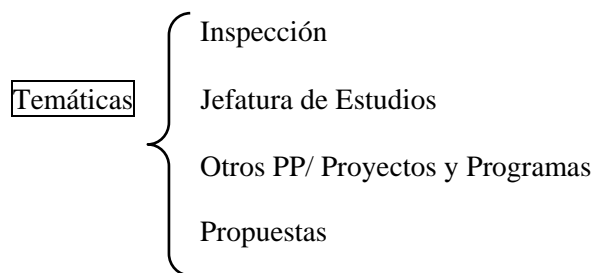 Inspección
Temáticas
Jefatura de Estudios
Otros PP/ Proyectos y Programas
Propuestas